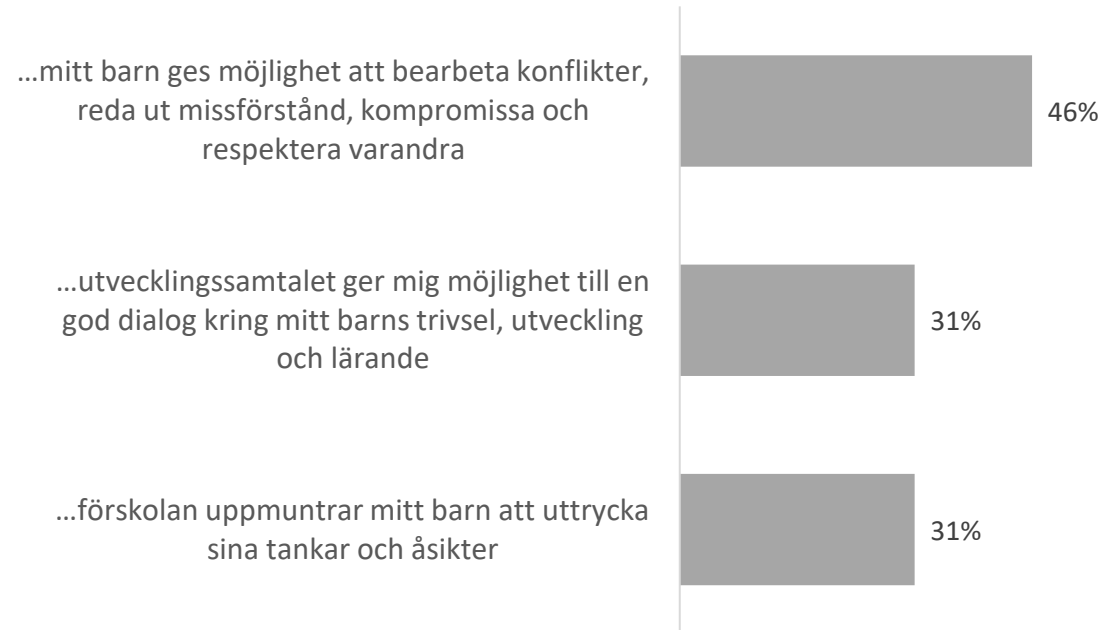 …mitt barn ges möjlighet att bearbeta konflikter,
reda ut missförstånd, kompromissa och
respektera varandra
46%
…utvecklingssamtalet ger mig möjlighet till en
god dialog kring mitt barns trivsel, utveckling
och lärande
31%
…förskolan uppmuntrar mitt barn att uttrycka
sina tankar och åsikter
31%